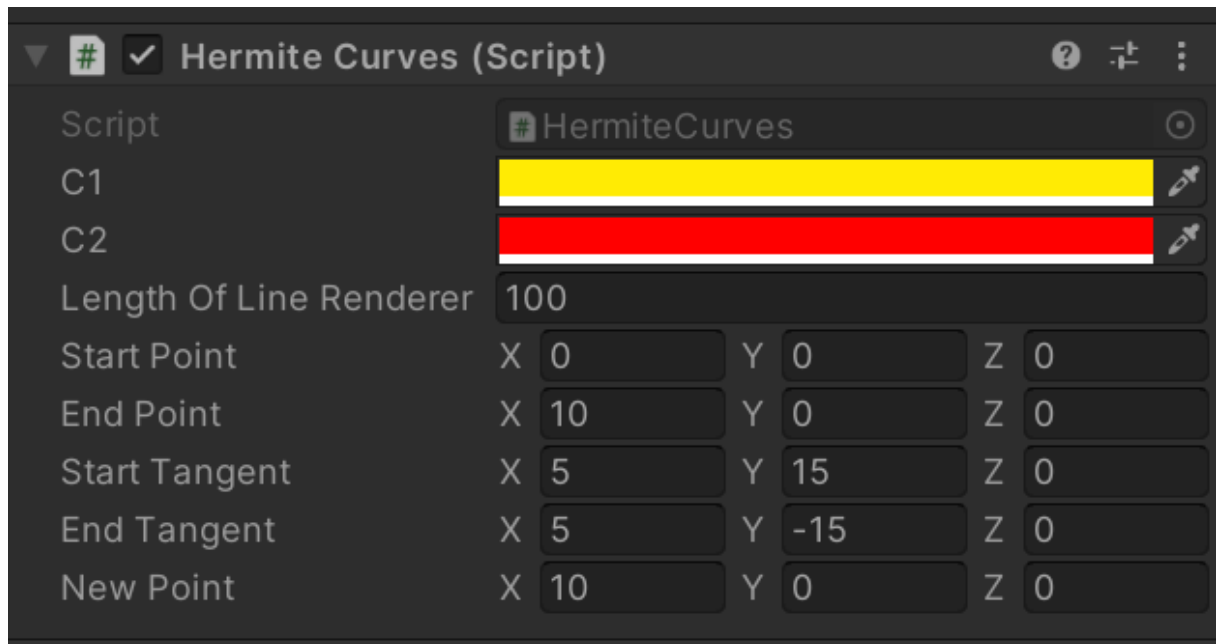 # Hermite Curves (Script) ?
Script # HermiteCurves
C1
C2
Length Of Line Renderer 100
Start Point X 0 Y 0 Z 0
End Point X 10 Y 0 Z 0
Start Tangent X 5 Y 15 Z 0
End Tangent X 5 Y -15 Z 0
New Point X 10 Y 0 Z 0